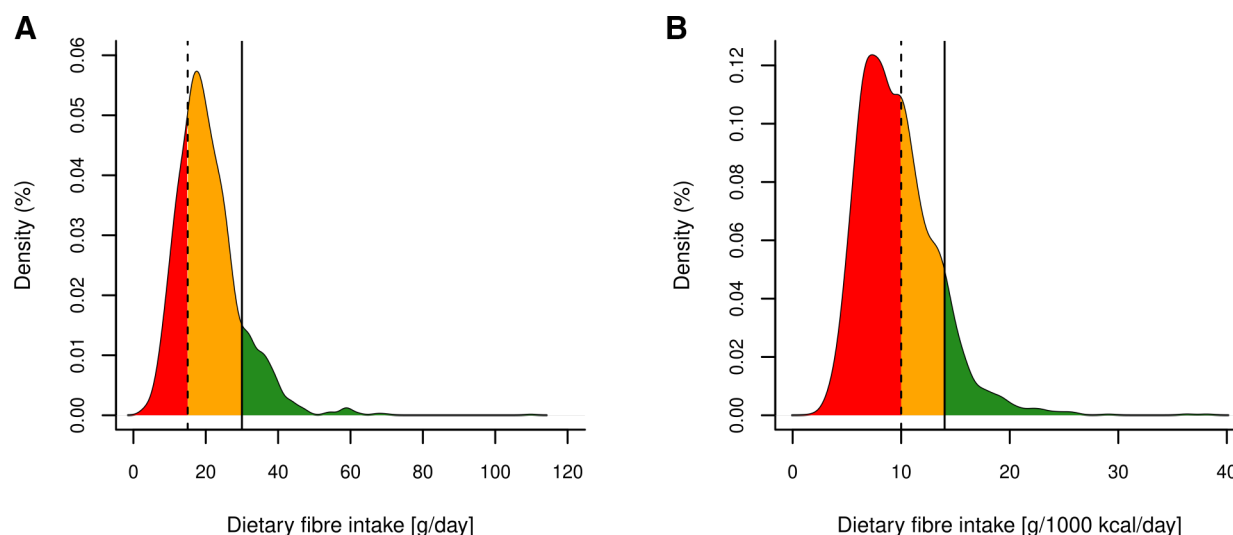 A
Density (%)
0.06
0.05
0.04
0.03
0.02
0.01
0.00
0 20 40 60 80 100 120
Dietary fibre intake [g/day]
B
Density (%)
0.12
0.10
0.08
0.06
0.04
0.02
0.00
0 10 20 30 40
Dietary fibre intake [g/1000 kcal/day]